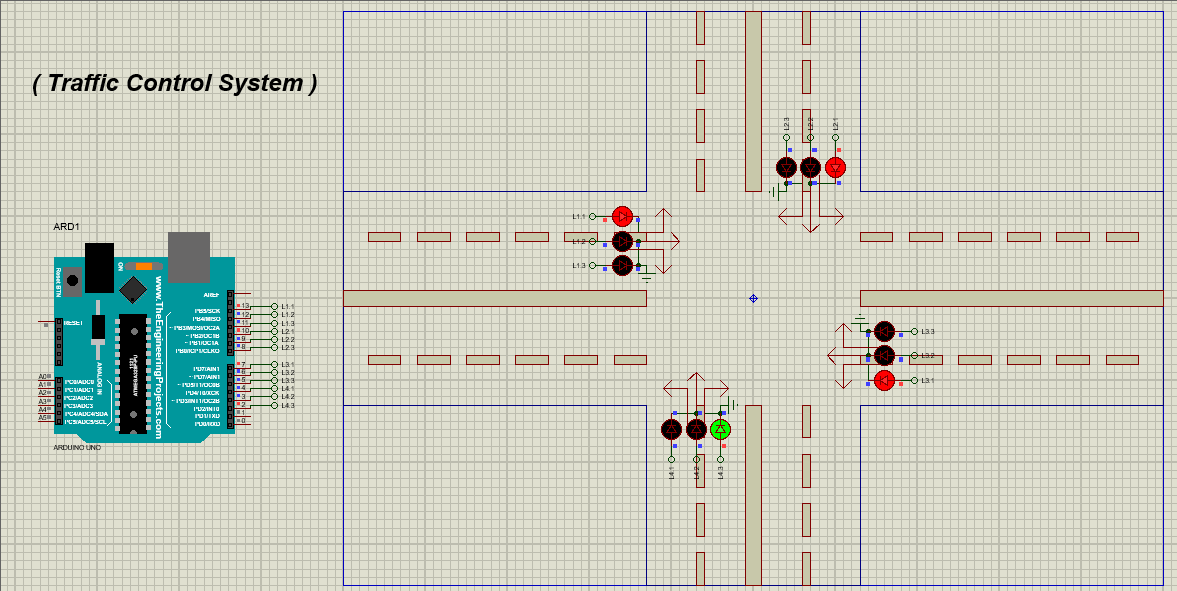 ( Traffic Control System )
ARD1
Reset BTN
ON
www.TheEngineeringProjects.com
ANALOG IN
RESET
AREF
13
12
11
10
9
8
7
6
5
4
3
2
1
0
PB5/SCK
PB4/MISO
~ PB3/MOSI/OC2A
~ PB2/OC1B
~ PB1/OC1A
PB0/ICP1/CLKO
PD7/AIN1
~ PD6/AIN0
PD4/T0/XCK
~ PD3/INT1/OC2B
PD2/INT0
PD1/TXD
PD0/RXD
A0
A1
A2
A3
A4
A5
PC0/ADC0
PC1/ADC1
PC2/ADC2
PC3/ADC3
PC4/ADC4/SDA
PC5/ADC5/SCL
ARDUINO UNO
L1.1
L1.2
L1.3
L2.1
L2.2
L2.3
L3.1
L3.2
L3.3
L4.1
L4.2
L4.3
L2.3
L2.2
L2.1
L1.1
L1.2
L1.3
L3.3
L3.2
L3.1
L4.1
L4.2
L4.3